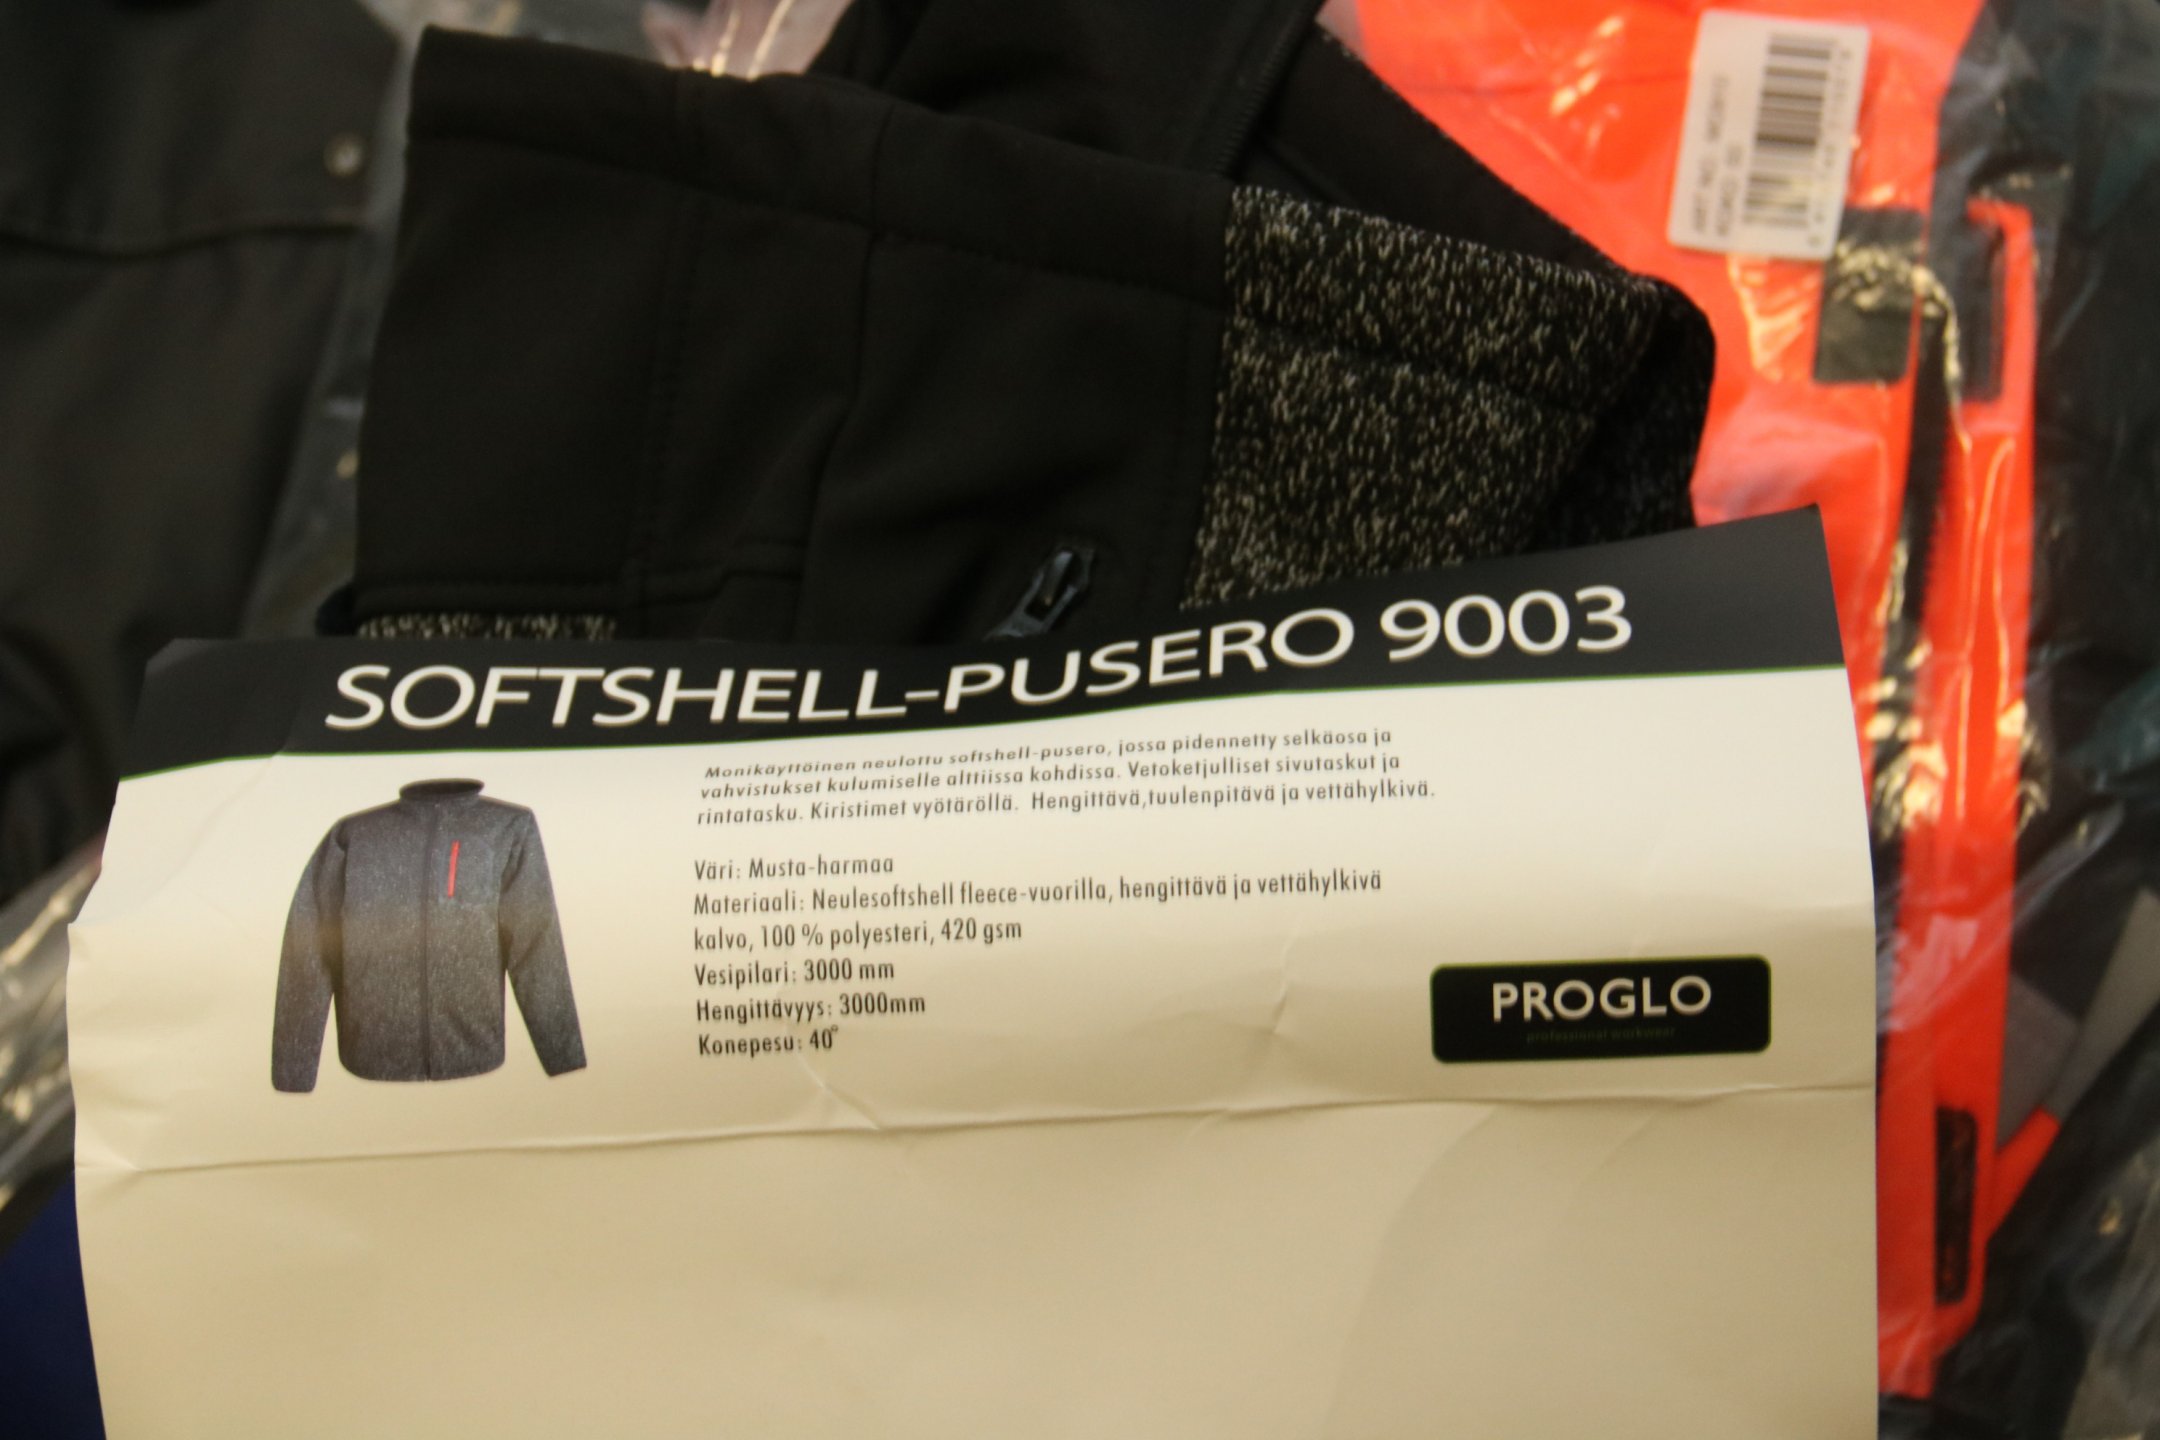 SOFTSHELL-PUSERO 9003
Monikäyttöinen neulottu softshell-pusero, jossa pidennetty selkäosa ja
vahvistukset kulumiselle alttiissa kohdissa. Vetoketjulliset sivutaskut ja
rintatasku. Kiristimet vyötäröllä. Hengittävä,tuulenpitävä ja vettähylkivä.
Väri: Musta-harmaa
Materiaali: Neulesoftshell fleece-vuorilla, hengittävä ja vettähylkivä
kalvo, 100 % polyesteri, 420 gsm
Vesipilari: 3000 mm
Hengittävyys: 3000mm
Konepesu: 40°
PROGLO
professional workwear